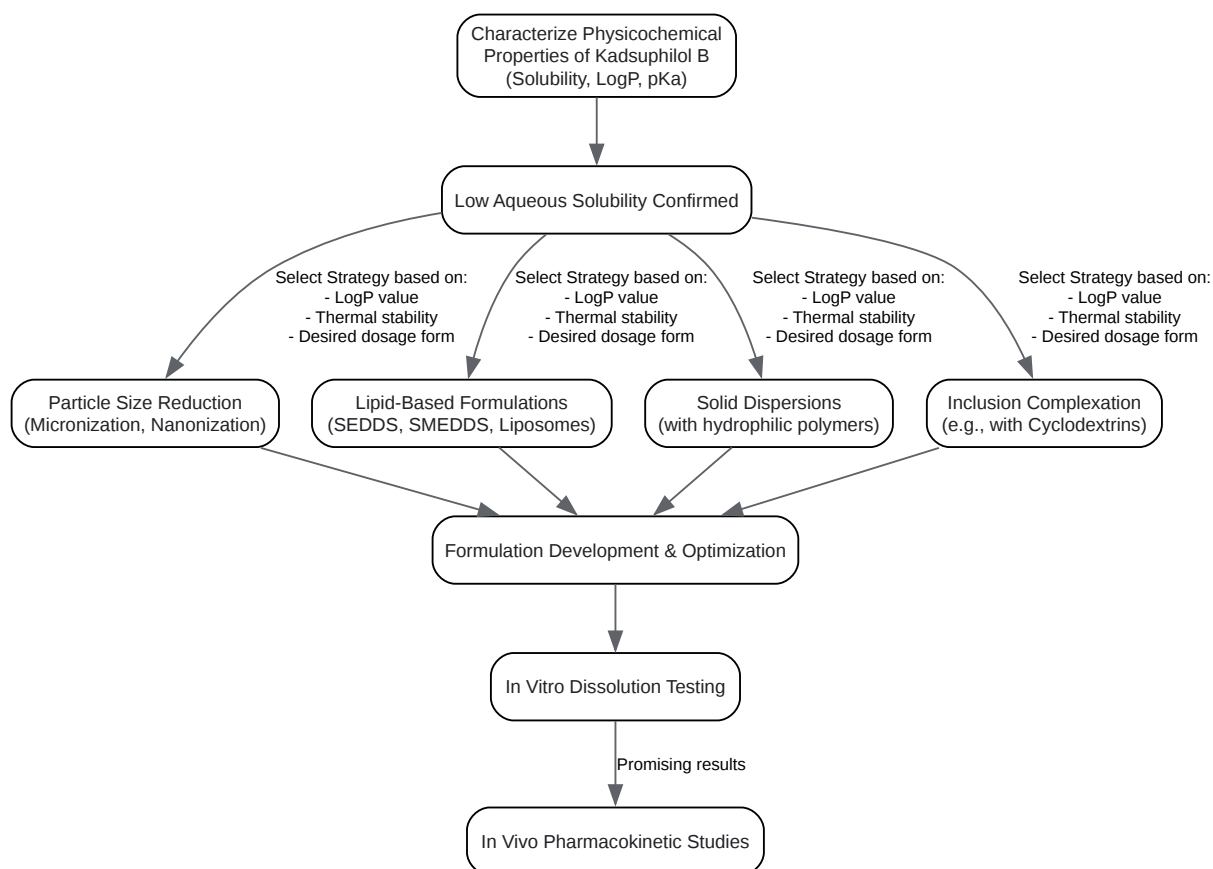 Characterize Physicochemical
Properties of Kadsuphilol B
(Solubility, LogP, pKa)
Low Aqueous Solubility Confirmed
Select Strategy based on:
- LogP value
- Thermal stability
- Desired dosage form
Select Strategy based on:
- LogP value
- Thermal stability
- Desired dosage form
Select Strategy based on:
- LogP value
- Thermal stability
- Desired dosage form
Select Strategy based on:
- LogP value
- Thermal stability
- Desired dosage form
Particle Size Reduction
(Micronization, Nanonization)
Lipid-Based Formulations
(SEDDS, SMEDDS, Liposomes)
Solid Dispersions
(with hydrophilic polymers)
Inclusion Complexation
(e.g., with Cyclodextrins)
Formulation Development & Optimization
In Vitro Dissolution Testing
Promising results
In Vivo Pharmacokinetic Studies